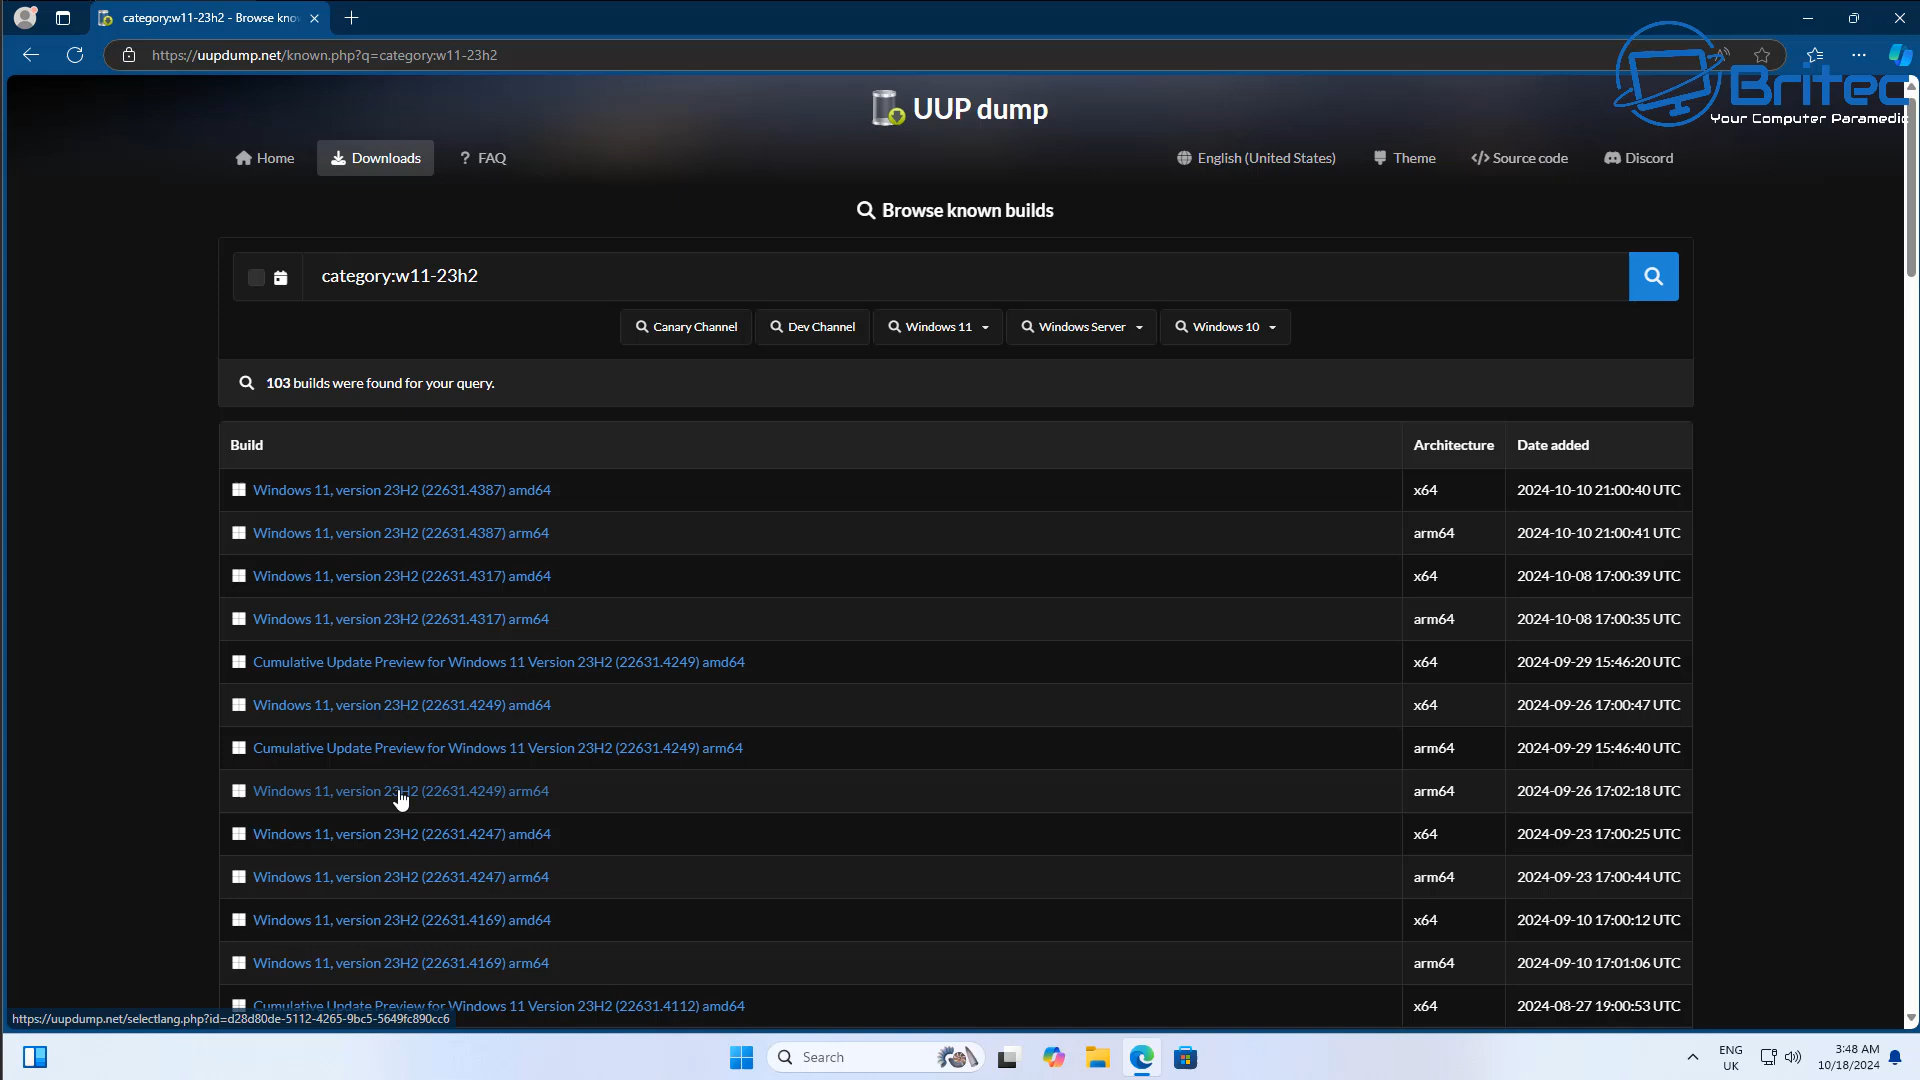 category:w11-23h2 - Browse kno
https://uupdump.net/known.php?q=category:w11-23h2
Britec
Your Computer Paramedic
UUP dump
Home
Downloads
? FAQ
English (United States)
Theme
</> Source code
Discord
Browse known builds
category:w11-23h2
Canary Channel
Dev Channel
Windows 11
Windows Server
Windows 10
103 builds were found for your query.
Build Architecture Date added
Windows 11, version 23H2 (22631.4387) amd64 x64 2024-10-10 21:00:40 UTC
Windows 11, version 23H2 (22631.4387) arm64 arm64 2024-10-10 21:00:41 UTC
Windows 11, version 23H2 (22631.4317) amd64 x64 2024-10-08 17:00:39 UTC
Windows 11, version 23H2 (22631.4317) arm64 arm64 2024-10-08 17:00:35 UTC
Cumulative Update Preview for Windows 11 Version 23H2 (22631.4249) amd64 x64 2024-09-29 15:46:20 UTC
Windows 11, version 23H2 (22631.4249) amd64 x64 2024-09-26 17:00:47 UTC
Cumulative Update Preview for Windows 11 Version 23H2 (22631.4249) arm64 arm64 2024-09-29 15:46:40 UTC
Windows 11, version 23H2 (22631.4249) arm64 arm64 2024-09-26 17:02:18 UTC
Windows 11, version 23H2 (22631.4247) amd64 x64 2024-09-23 17:00:25 UTC
Windows 11, version 23H2 (22631.4247) arm64 arm64 2024-09-23 17:00:44 UTC
Windows 11, version 23H2 (22631.4169) amd64 x64 2024-09-10 17:00:12 UTC
Windows 11, version 23H2 (22631.4169) arm64 arm64 2024-09-10 17:01:06 UTC
Cumulative Update Preview for Windows 11 Version 23H2 (22631.4112) amd64 x64 2024-08-27 19:00:53 UTC
https://uupdump.net/selectlang.php?id=d28d80de-5112-4265-9bc5-5649fc890cc6
Search
ENG
UK
3:48 AM
10/18/2024